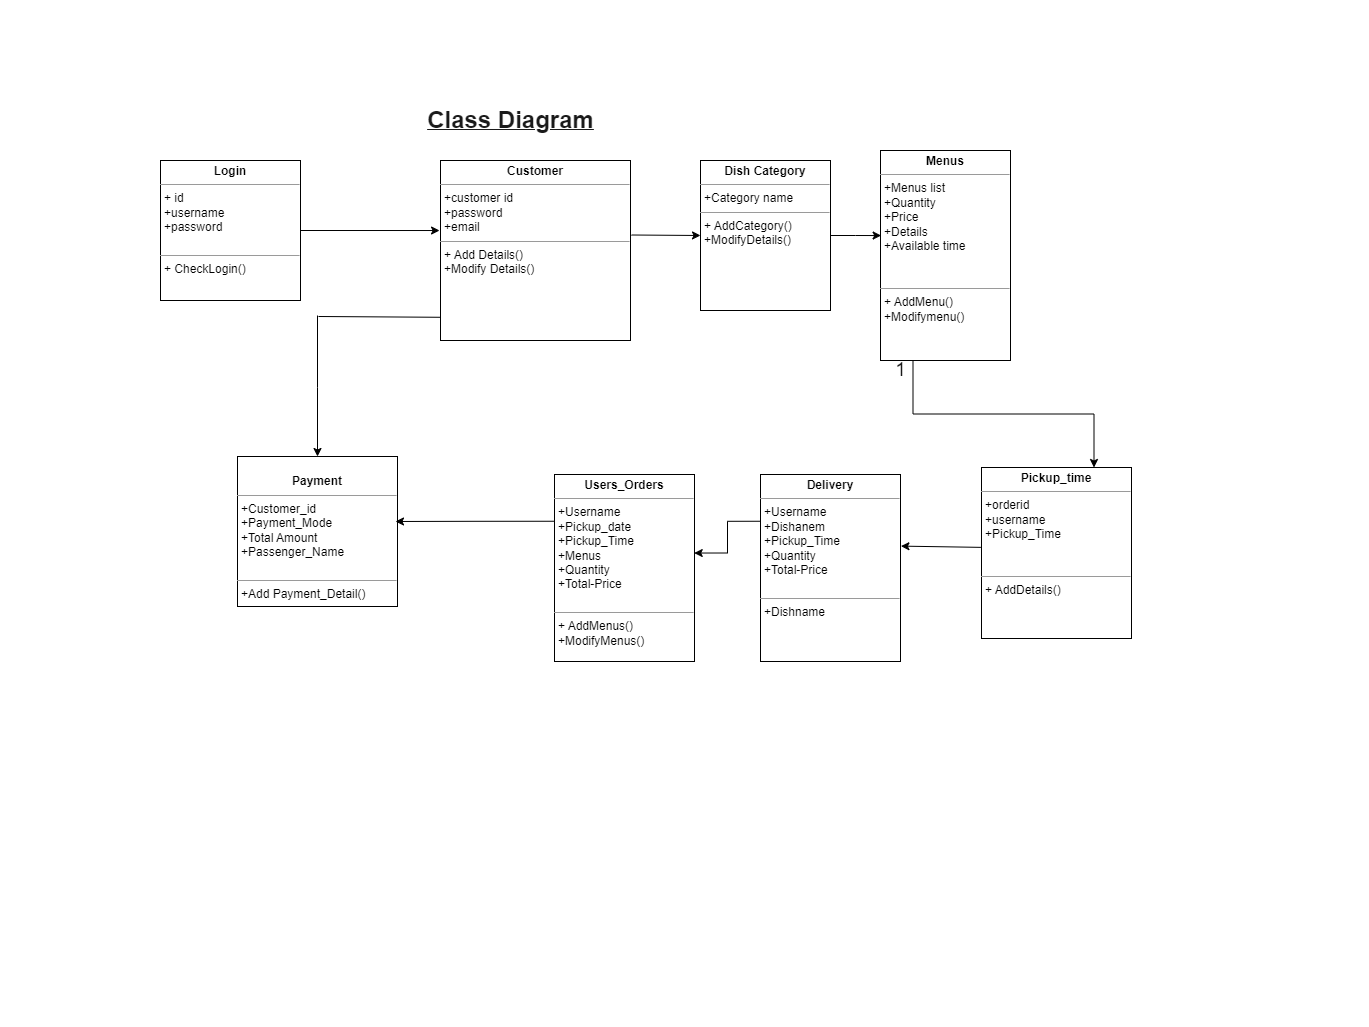 Class Diagram
Login
+ id
+username
+password
+ CheckLogin()
Customer
+customer id
+password
+email
+ Add Details()
+Modify Details()
Dish Category
+Category name
+ AddCategory()
+ModifyDetails()
Menus
+Menus list
+Quantity
+Price
+Details
+Available time
+ AddMenu()
+Modifymenu()
1
Payment
+Customer_id
+Payment_Mode
+Total Amount
+Passenger_Name
+Add Payment_Detail()
Users_Orders
+Username
+Pickup_date
+Pickup_Time
+Menus
+Quantity
+Total-Price
+ AddMenus()
+ModifyMenus()
Delivery
+Username
+Dishanem
+Pickup_Time
+Quantity
+Total-Price
+Dishname
Pickup_time
+orderid
+username
+Pickup_Time
+ AddDetails()